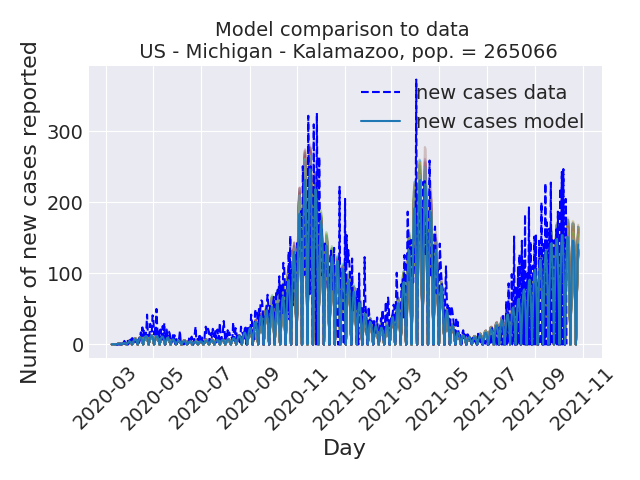 Model comparison to data
US - Michigan - Kalamazoo, pop. = 265066
Number of new cases reported
300
200
100
0
new cases data
new cases model
2020-03
2020-05
2020-07
2020-09
2020-11
2021-01
2021-03
2021-05
2021-07
2021-09
2021-11
Day